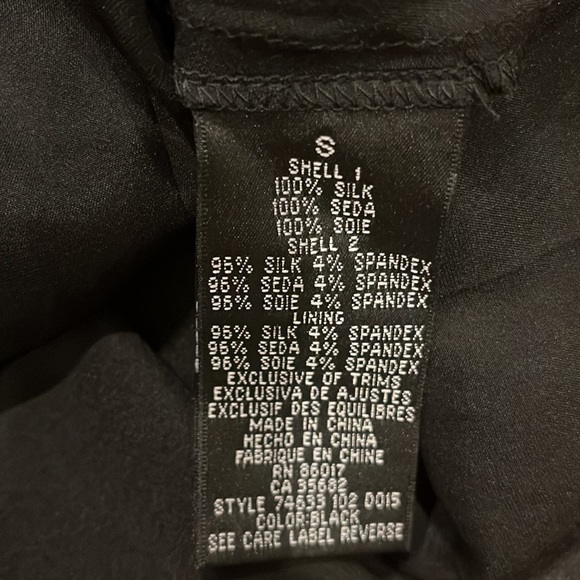 S
SHELL 1
100% SILK
100% SEDA
100% SOIE
SHELL 2
96% SILK 4% SPANDEX
96% SEDA 4% SPANDEX
96% SOIE 4% SPANDEX
LINING
96% SILK 4% SPANDEX
96% SEDA 4% SPANDEX
96% SOIE 4% SPANDEX
EXCLUSIVE OF TRIMS
EXCLUSIVA DE AJUSTES
EXCLUSIF DES EQUILIBRES
MADE IN CHINA
HECHO EN CHINA
FABRIQUE EN CHINE
RN 86017
CA 35682
STYLE 74633 102 D015
COLOR:BLACK
SEE CARE LABEL REVERSE